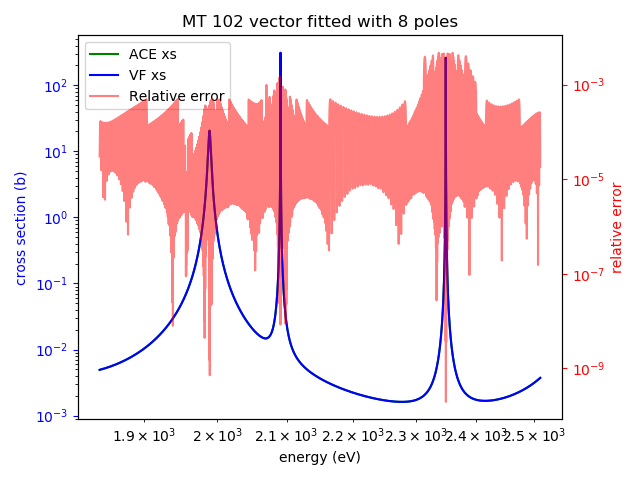 MT 102 vector fitted with 8 poles
ACE xs
VF xs
Relative error
10²
10¹
10⁰
10⁻¹
10⁻²
10⁻³
cross section (b)
10⁻³
10⁻⁵
10⁻⁷
10⁻⁹
relative error
1.9 × 10³ 2 × 10³ 2.1 × 10³ 2.2 × 10³ 2.3 × 10³ 2.4 × 10³ 2.5 × 10³
energy (eV)